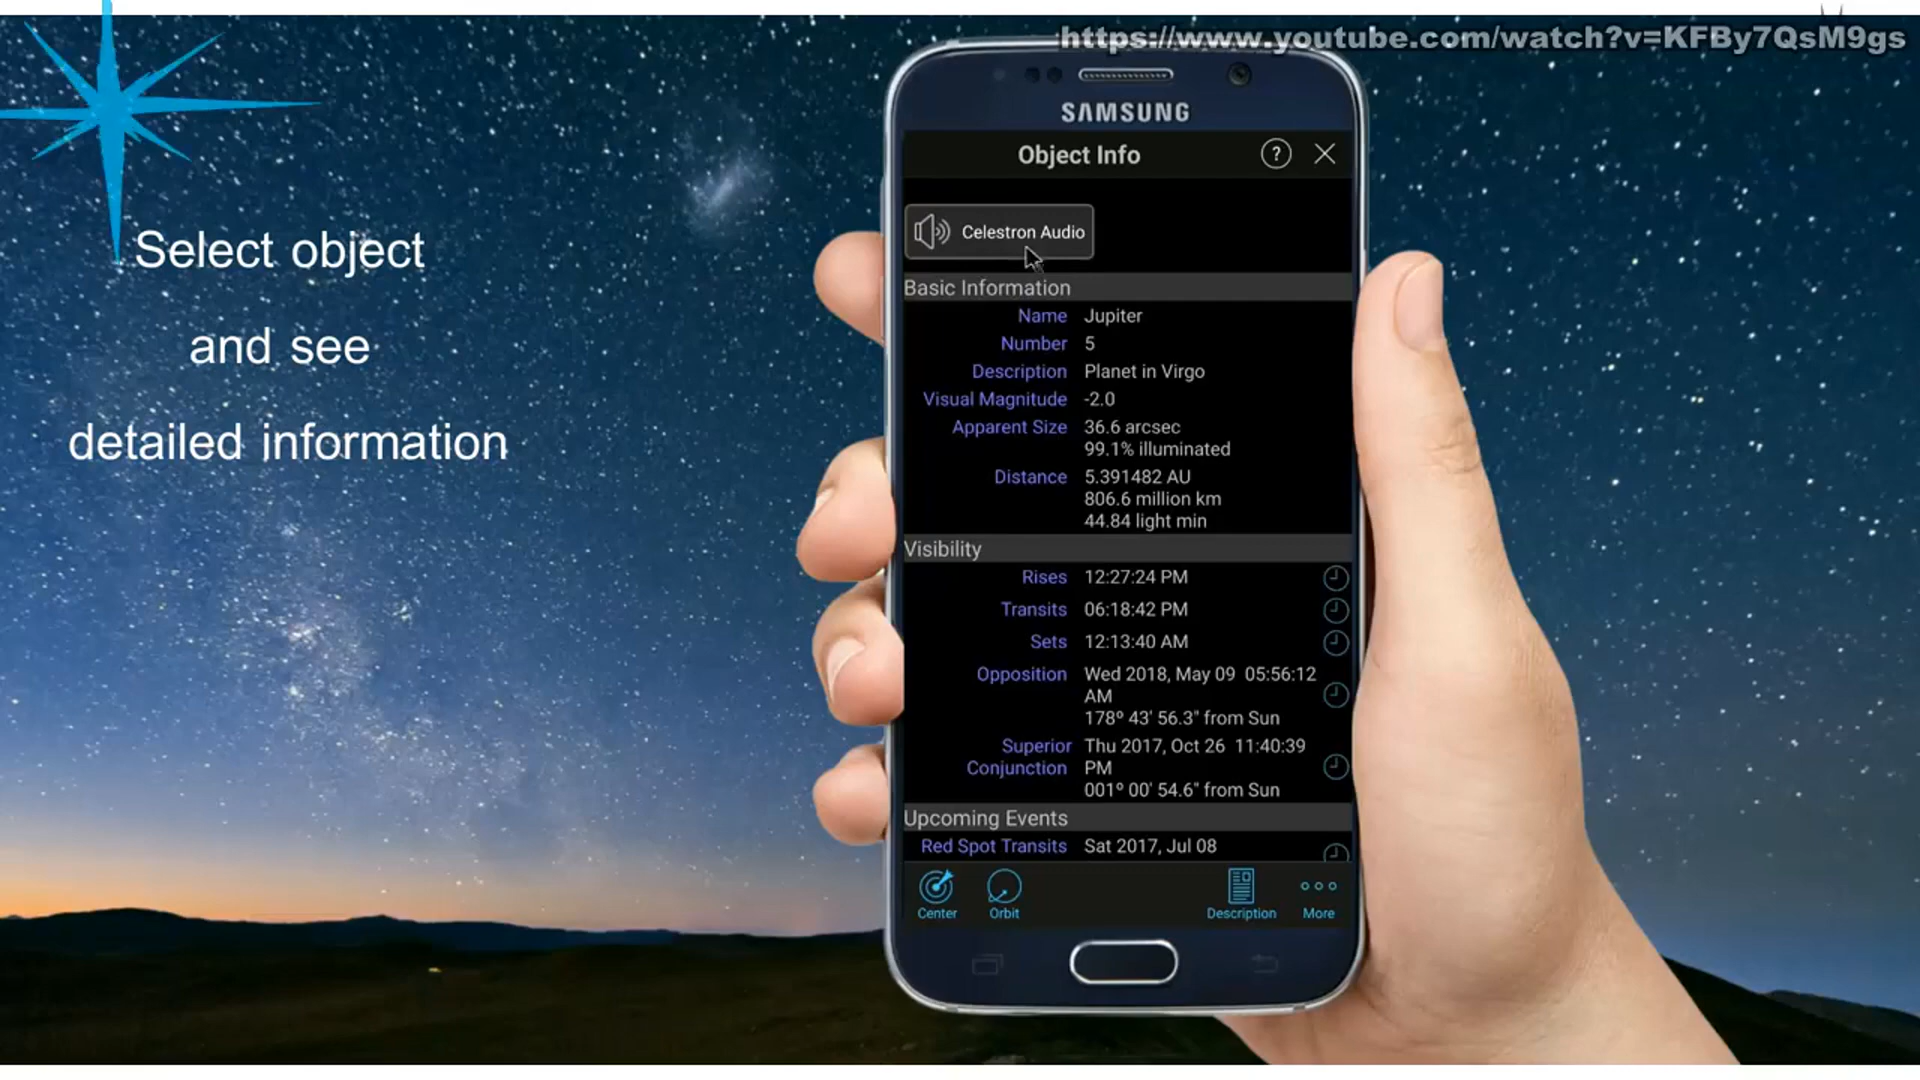 https://www.youtube.com/watch?v=KFBy7QsM9gs
Select object
and see
detailed information
SAMSUNG
Object Info ?
Celestron Audio
Basic Information
Name Jupiter
Number 5
Description Planet in Virgo
Visual Magnitude -2.0
Apparent Size 36.6 arcsec
99.1% illuminated
Distance 5.391482 AU
806.6 million km
44.84 light min
Visibility
Rises 12:27:24 PM
Transits 06:18:42 PM
Sets 12:13:40 AM
Opposition Wed 2018, May 09 05:56:12
AM
178º 43' 56.3" from Sun
Superior Thu 2017, Oct 26 11:40:39
Conjunction PM
001º 00' 54.6" from Sun
Upcoming Events
Red Spot Transits Sat 2017, Jul 08
Center Orbit Description More